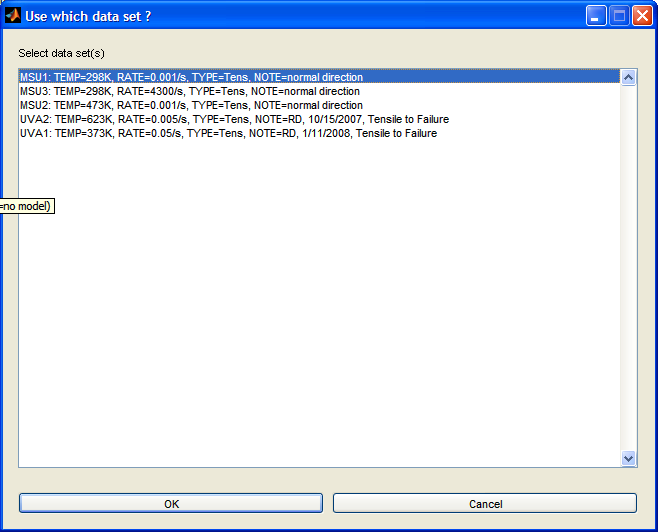 Use which data set ?
Select data set(s)
MSU1: TEMP=298K, RATE=0.001/s, TYPE=Tens, NOTE=normal direction
MSU3: TEMP=298K, RATE=4300/s, TYPE=Tens, NOTE=normal direction
MSU2: TEMP=473K, RATE=0.001/s, TYPE=Tens, NOTE=normal direction
UVA2: TEMP=623K, RATE=0.005/s, TYPE=Tens, NOTE=RD, 10/15/2007, Tensile to Failure
UVA1: TEMP=373K, RATE=0.05/s, TYPE=Tens, NOTE=RD, 1/11/2008, Tensile to Failure
=no model)
OK
Cancel